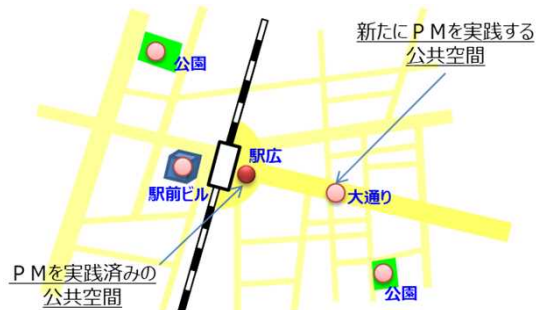 新たにＰＭを実践する
公共空間
公園
駅広
駅前ビル
大通り
ＰＭを実践済みの
公共空間
公園